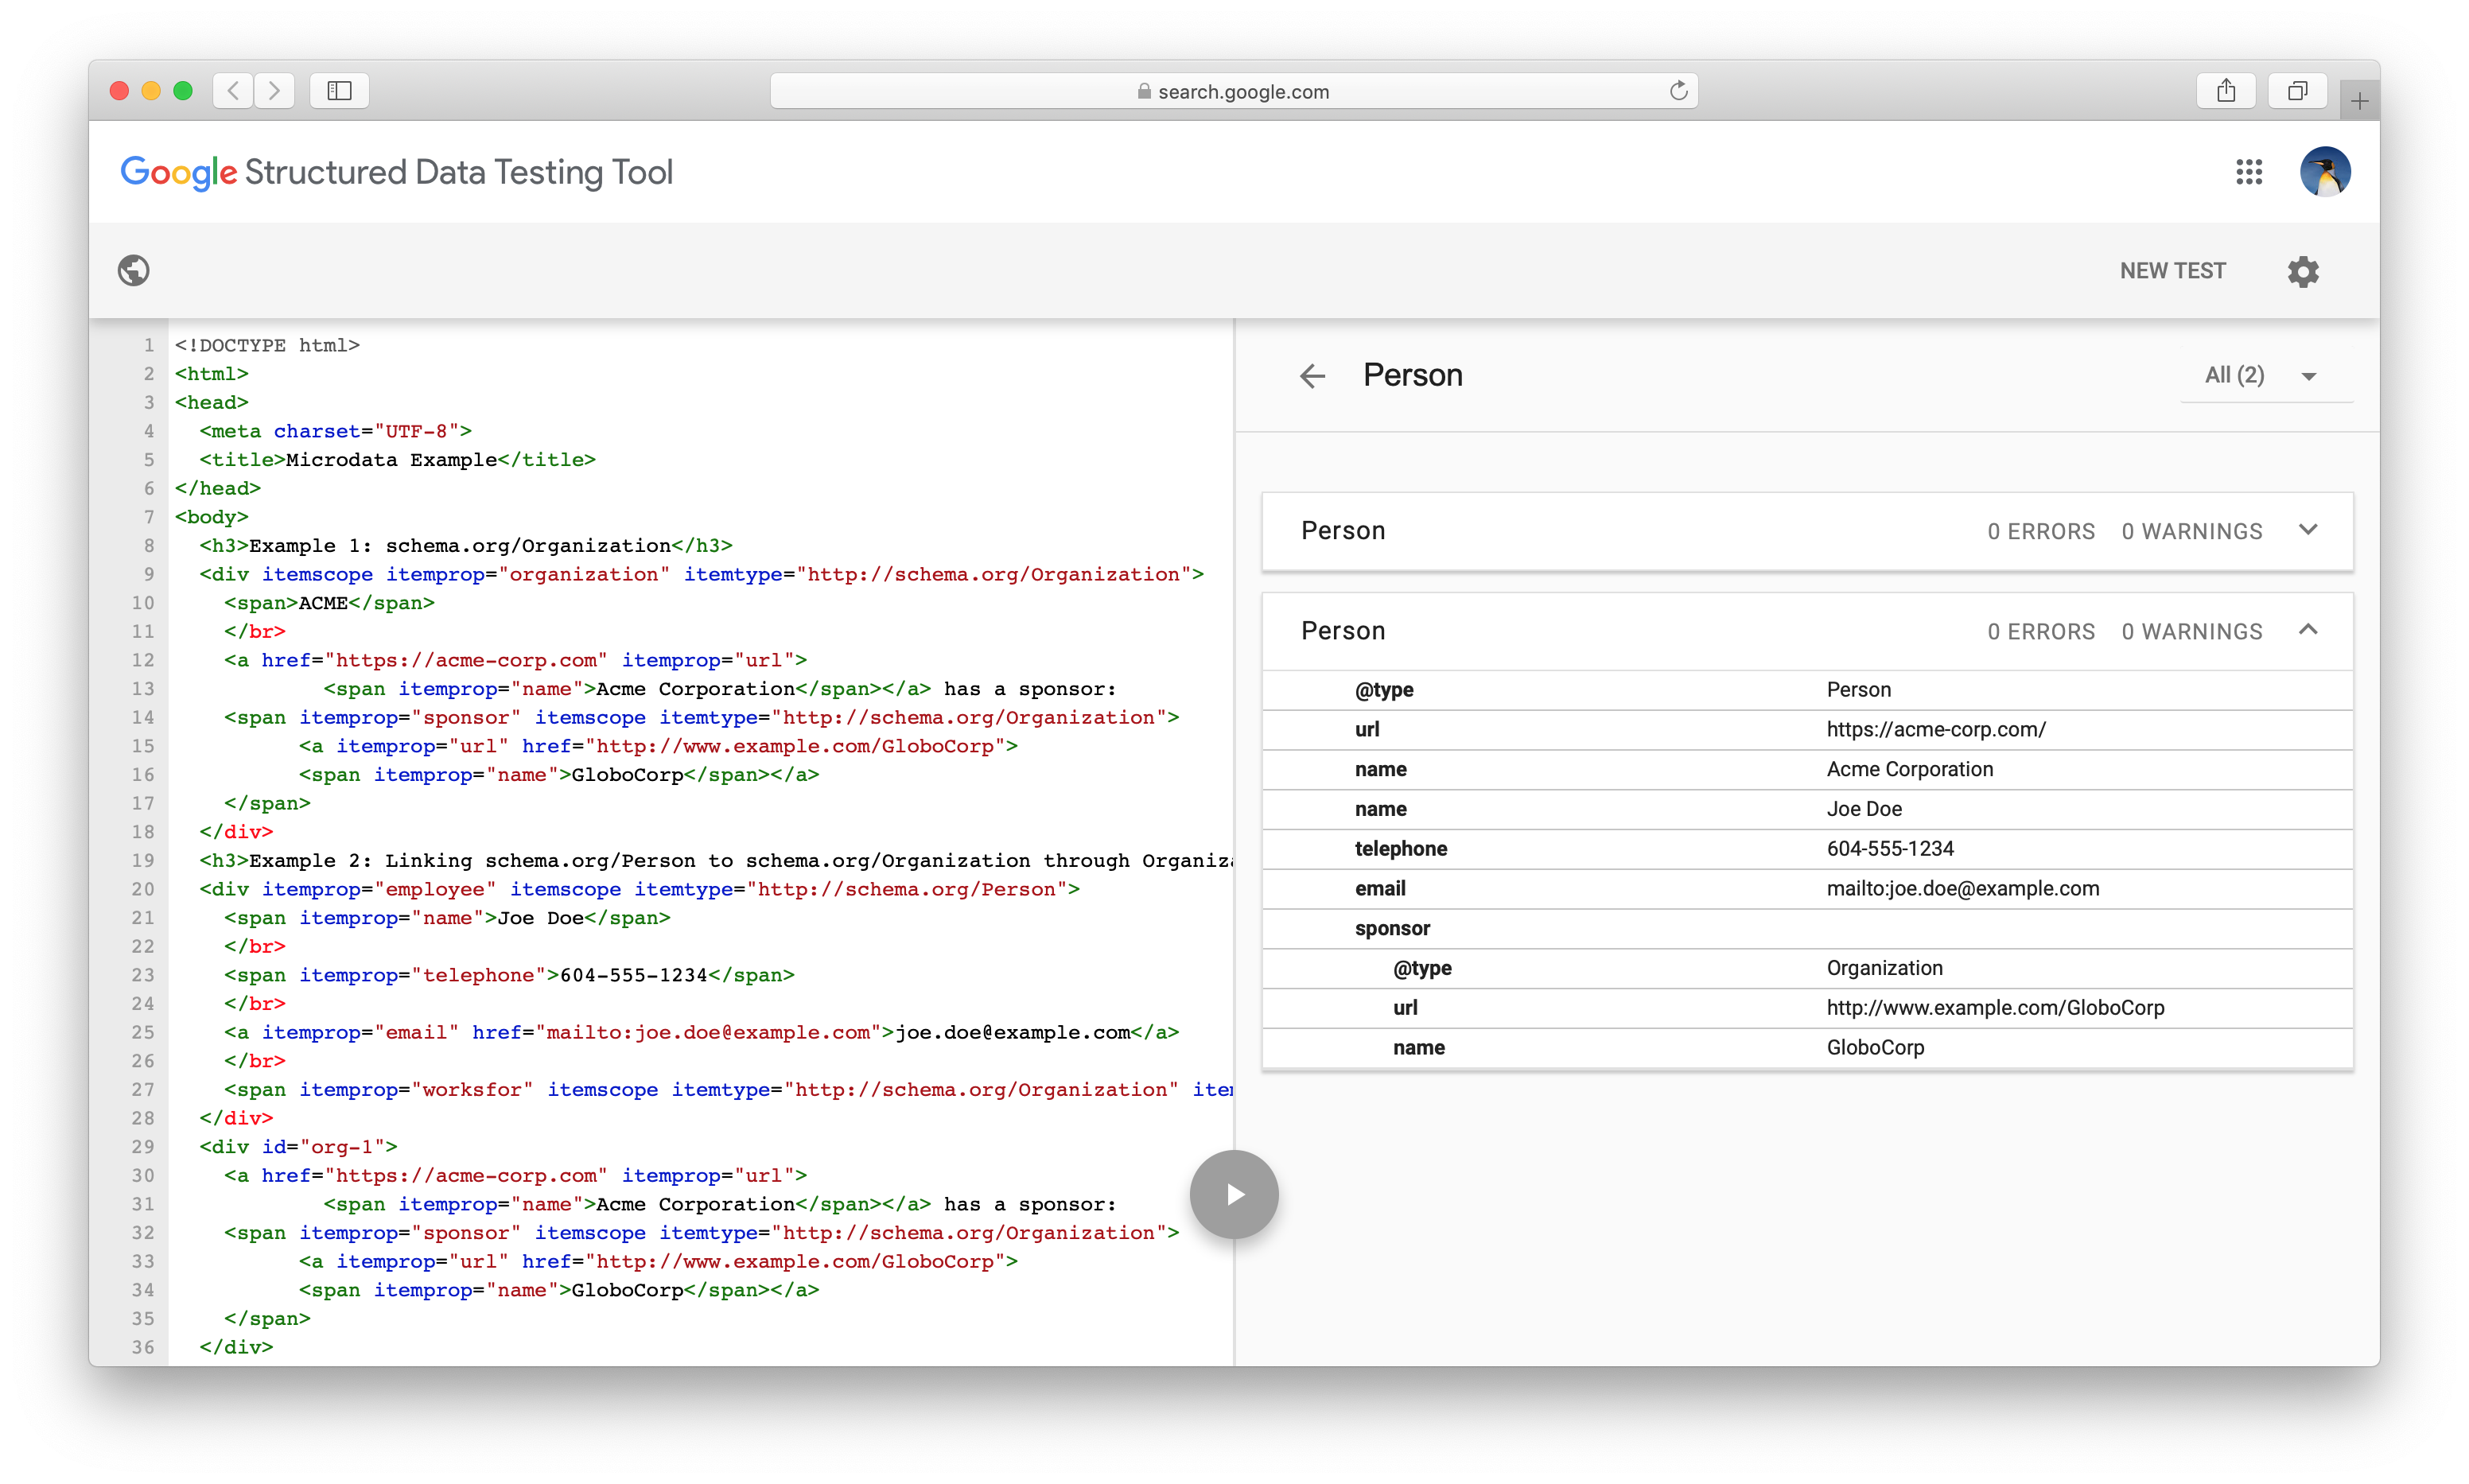 search.google.com
Google Structured Data Testing Tool
NEW TEST
1 <!DOCTYPE html>
2 <html>
3 <head>
4 <meta charset="UTF-8">
5 <title>Microdata Example</title>
6 </head>
7 <body>
8 <h3>Example 1: schema.org/Organization</h3>
9 <div itemscope itemprop="organization" itemtype="http://schema.org/Organization">
10 <span>ACME</span>
11 </br>
12 <a href="https://acme-corp.com" itemprop="url">
13 <span itemprop="name">Acme Corporation</span></a> has a sponsor:
14 <span itemprop="sponsor" itemscope itemtype="http://schema.org/Organization">
15 <a itemprop="url" href="http://www.example.com/GloboCorp">
16 <span itemprop="name">GloboCorp</span></a>
17 </span>
18 </div>
19 <h3>Example 2: Linking schema.org/Person to schema.org/Organization through Organiz
20 <div itemprop="employee" itemscope itemtype="http://schema.org/Person">
21 <span itemprop="name">Joe Doe</span>
22 </br>
23 <span itemprop="telephone">604-555-1234</span>
24 </br>
25 <a itemprop="email" href="mailto:joe.doe@example.com">joe.doe@example.com</a>
26 </br>
27 <span itemprop="worksfor" itemscope itemtype="http://schema.org/Organization" ite
28 </div>
29 <div id="org-1">
30 <a href="https://acme-corp.com" itemprop="url">
31 <span itemprop="name">Acme Corporation</span></a> has a sponsor:
32 <span itemprop="sponsor" itemscope itemtype="http://schema.org/Organization">
33 <a itemprop="url" href="http://www.example.com/GloboCorp">
34 <span itemprop="name">GloboCorp</span></a>
35 </span>
36 </div>
Person All (2)
Person 0 ERRORS 0 WARNINGS
Person 0 ERRORS 0 WARNINGS
@type Person
url https://acme-corp.com/
name Acme Corporation
name Joe Doe
telephone 604-555-1234
email mailto:joe.doe@example.com
sponsor
@type Organization
url http://www.example.com/GloboCorp
name GloboCorp